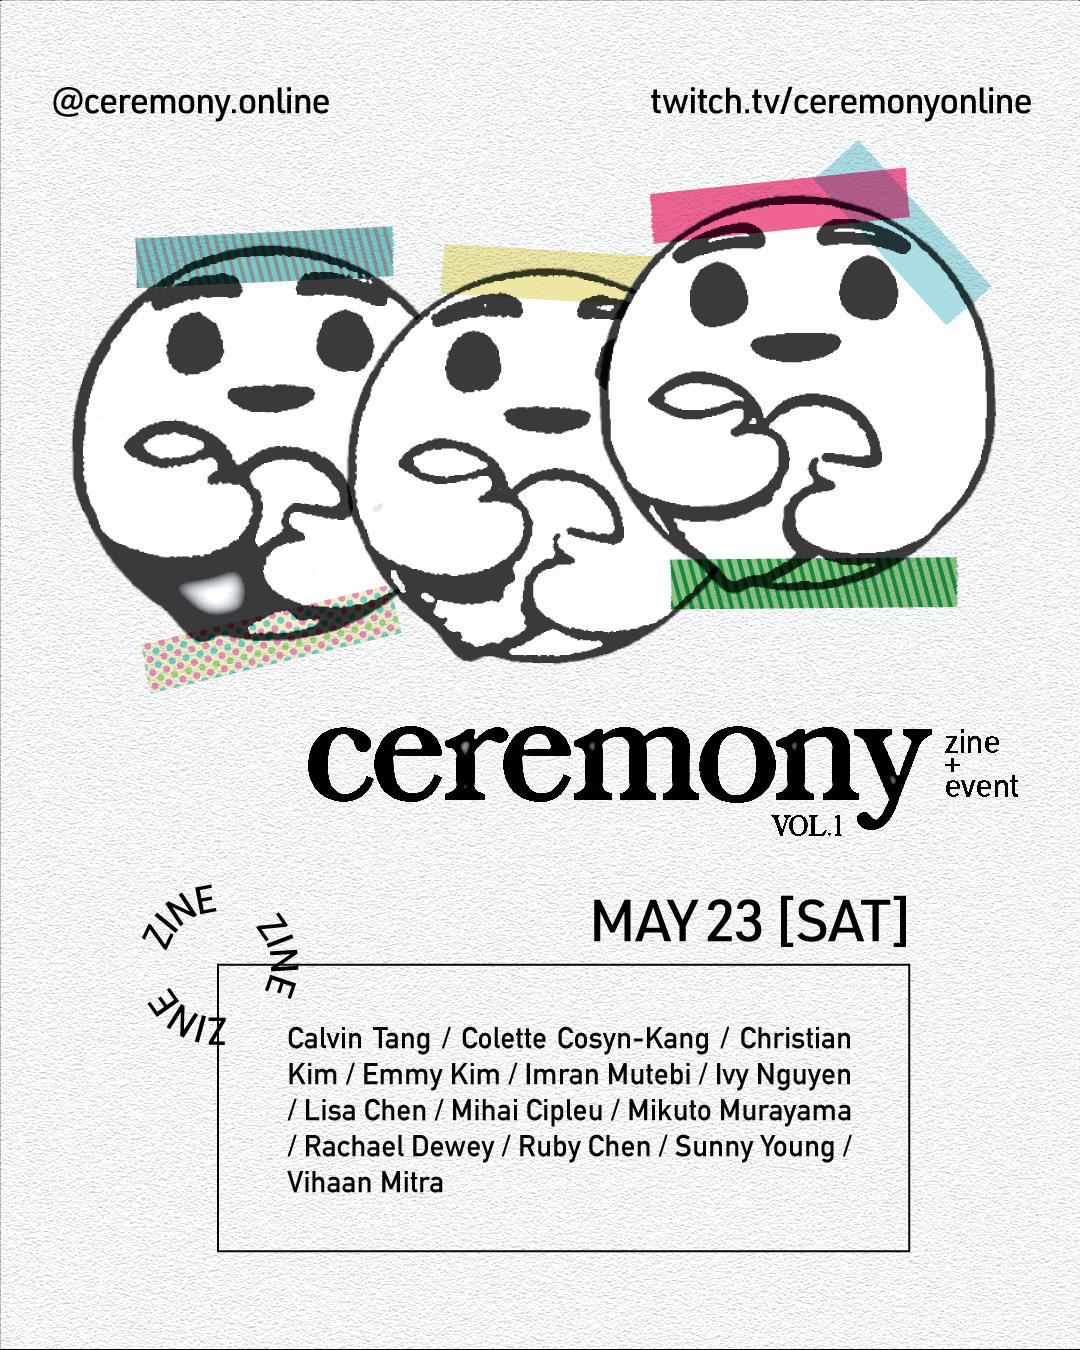 @ceremony.online
twitch.tv/ceremonyonline
ceremony
zine
+
event
VOL.1
MAY 23 [SAT]
ZINE
ZINE
ZINE
Calvin Tang / Colette Cosyn-Kang / Christian
Kim / Emmy Kim / Imran Mutebi / Ivy Nguyen
/ Lisa Chen / Mihai Cipleu / Mikuto Murayama
/ Rachael Dewey / Ruby Chen / Sunny Young /
Vihaan Mitra